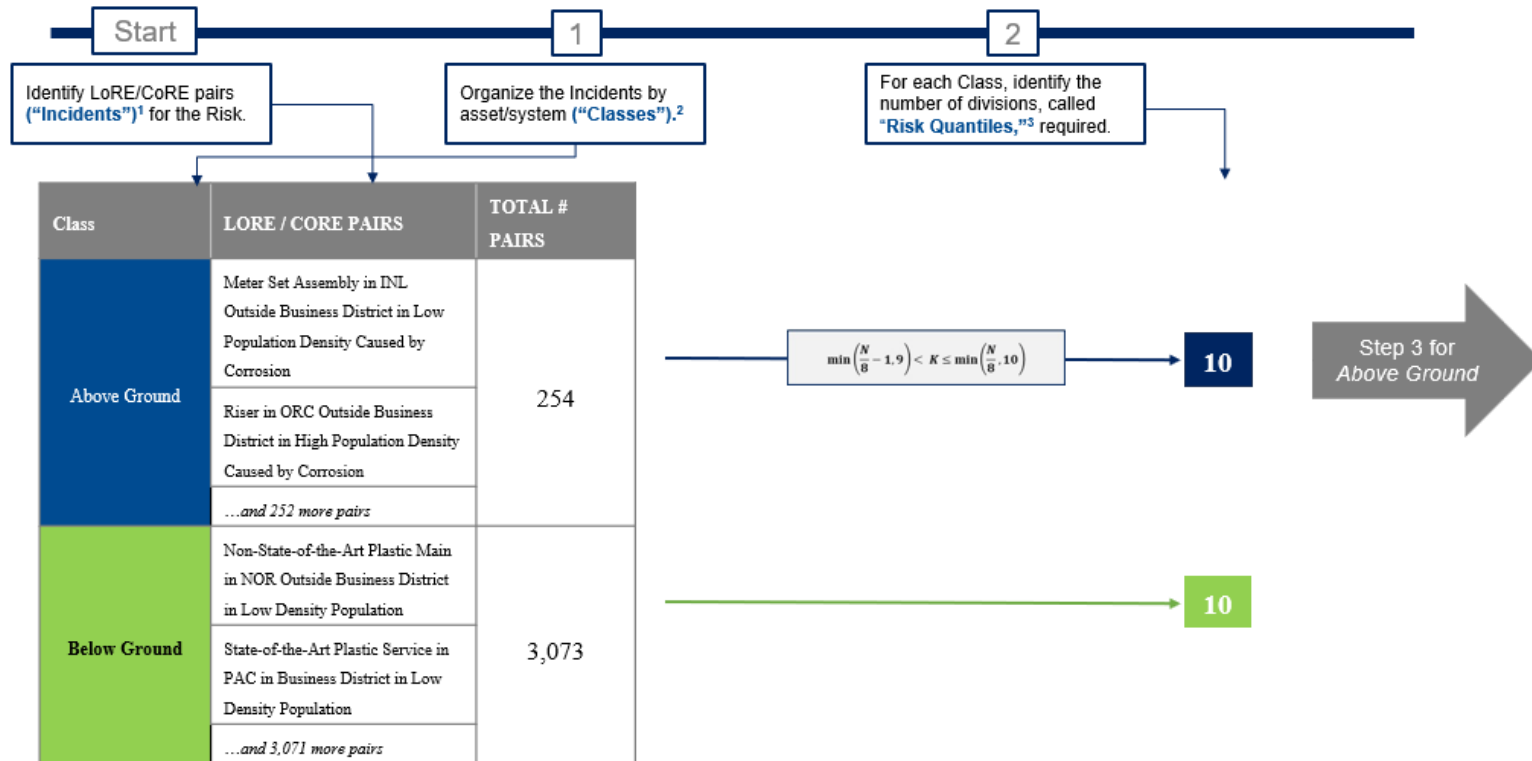 Start
1
2
Identify LoRE/CoRE pairs
(“Incidents”)¹ for the Risk.
Organize the Incidents by
asset/system (“Classes”).²
For each Class, identify the
number of divisions, called
“Risk Quantiles,”³ required.
Class
LORE / CORE PAIRS
TOTAL #
PAIRS
Above Ground
Meter Set Assembly in INL
Outside Business District in Low
Population Density Caused by
Corrosion
Riser in ORC Outside Business
District in High Population Density
Caused by Corrosion
...and 252 more pairs
254
min(N/8 − 1, 9) < K ≤ min(N/8, 10)
10
Step 3 for
Above Ground
Below Ground
Non-State-of-the-Art Plastic Main
in NOR Outside Business District
in Low Density Population
State-of-the-Art Plastic Service in
PAC in Business District in Low
Density Population
...and 3,071 more pairs
3,073
10